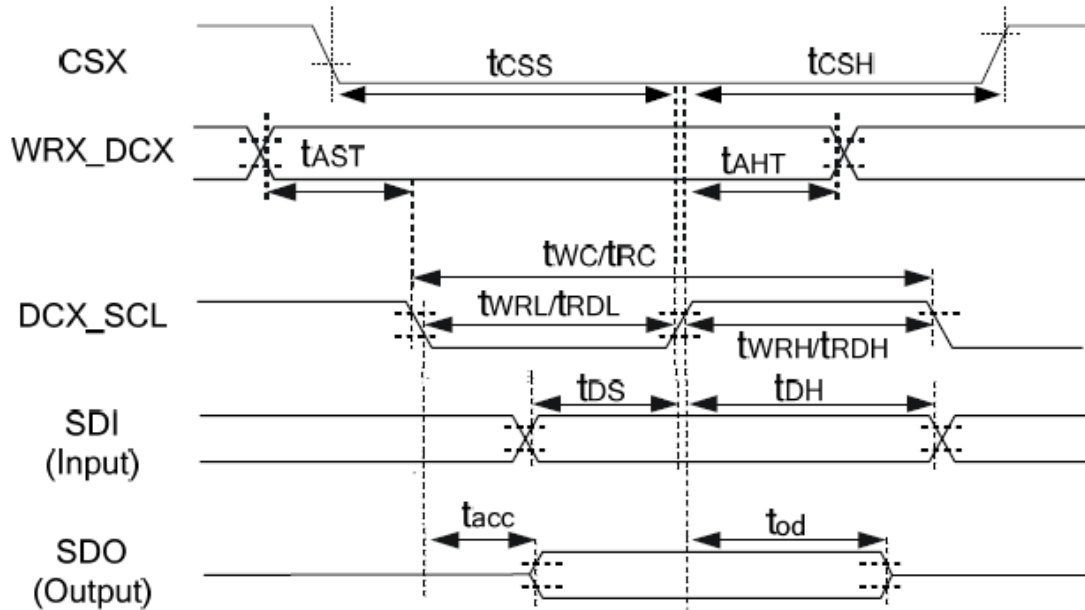 CSX
tCSS
tCSH
WRX_DCX
tAST
tAHT
tWC/tRC
DCX_SCL
tWRL/tRDL
tWRH/tRDH
SDI
(Input)
tDS
tDH
SDO
(Output)
tacc
tod